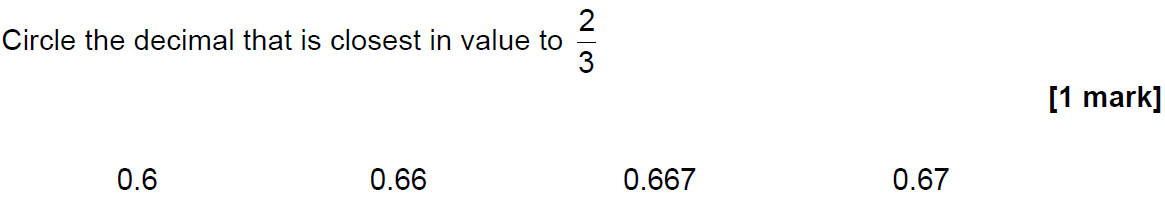 Circle the decimal that is closest in value to 2/3
[1 mark]
0.6 0.66 0.667 0.67